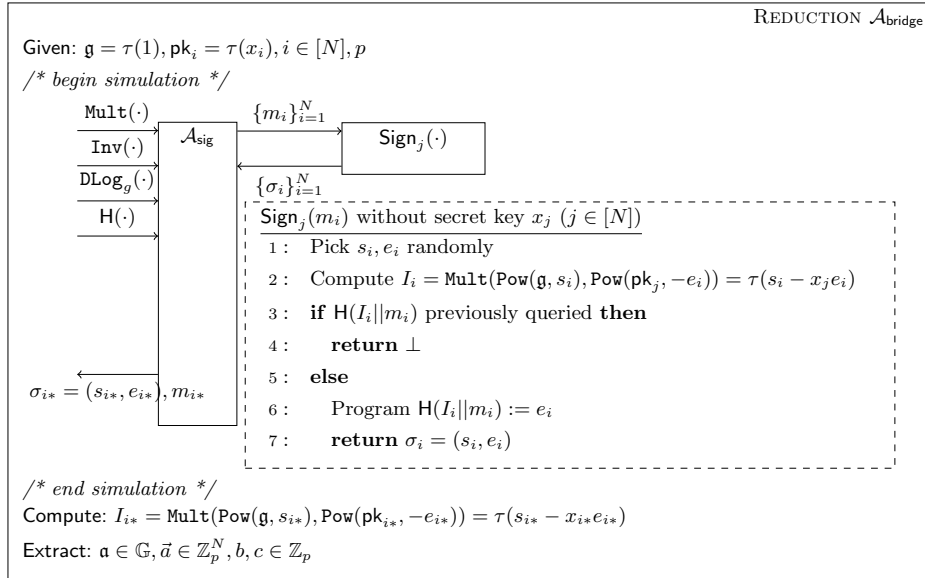 REDUCTION 𝒜_bridge
Given: 𝔤 = τ(1), pk_i = τ(x_i), i ∈ [N], p
/* begin simulation */
Mult(·)
Inv(·)
DLog_g(·)
H(·)
𝒜_sig
{m_i}_{i=1}^N
{σ_i}_{i=1}^N
Sign_j(·)
σ_{i*} = (s_{i*}, e_{i*}), m_{i*}
Sign_j(m_i) without secret key x_j (j ∈ [N])
1 : Pick s_i, e_i randomly
2 : Compute I_i = Mult(Pow(𝔤, s_i), Pow(pk_j, −e_i)) = τ(s_i − x_j e_i)
3 : if H(I_i||m_i) previously queried then
4 : return ⊥
5 : else
6 : Program H(I_i||m_i) := e_i
7 : return σ_i = (s_i, e_i)
/* end simulation */
Compute: I_{i*} = Mult(Pow(𝔤, s_{i*}), Pow(pk_{i*}, −e_{i*})) = τ(s_{i*} − x_{i*}e_{i*})
Extract: 𝔞 ∈ 𝔾, a⃗ ∈ ℤ_p^N, b, c ∈ ℤ_p